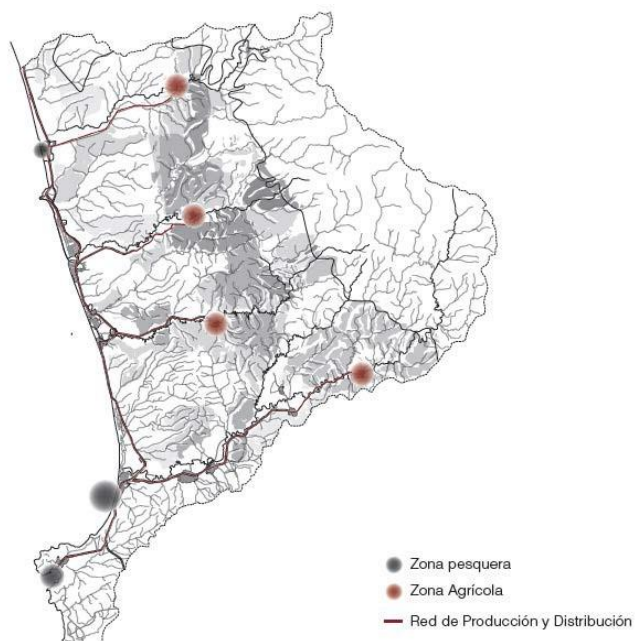 Zona pesquera
Zona Agrícola
Red de Producción y Distribución